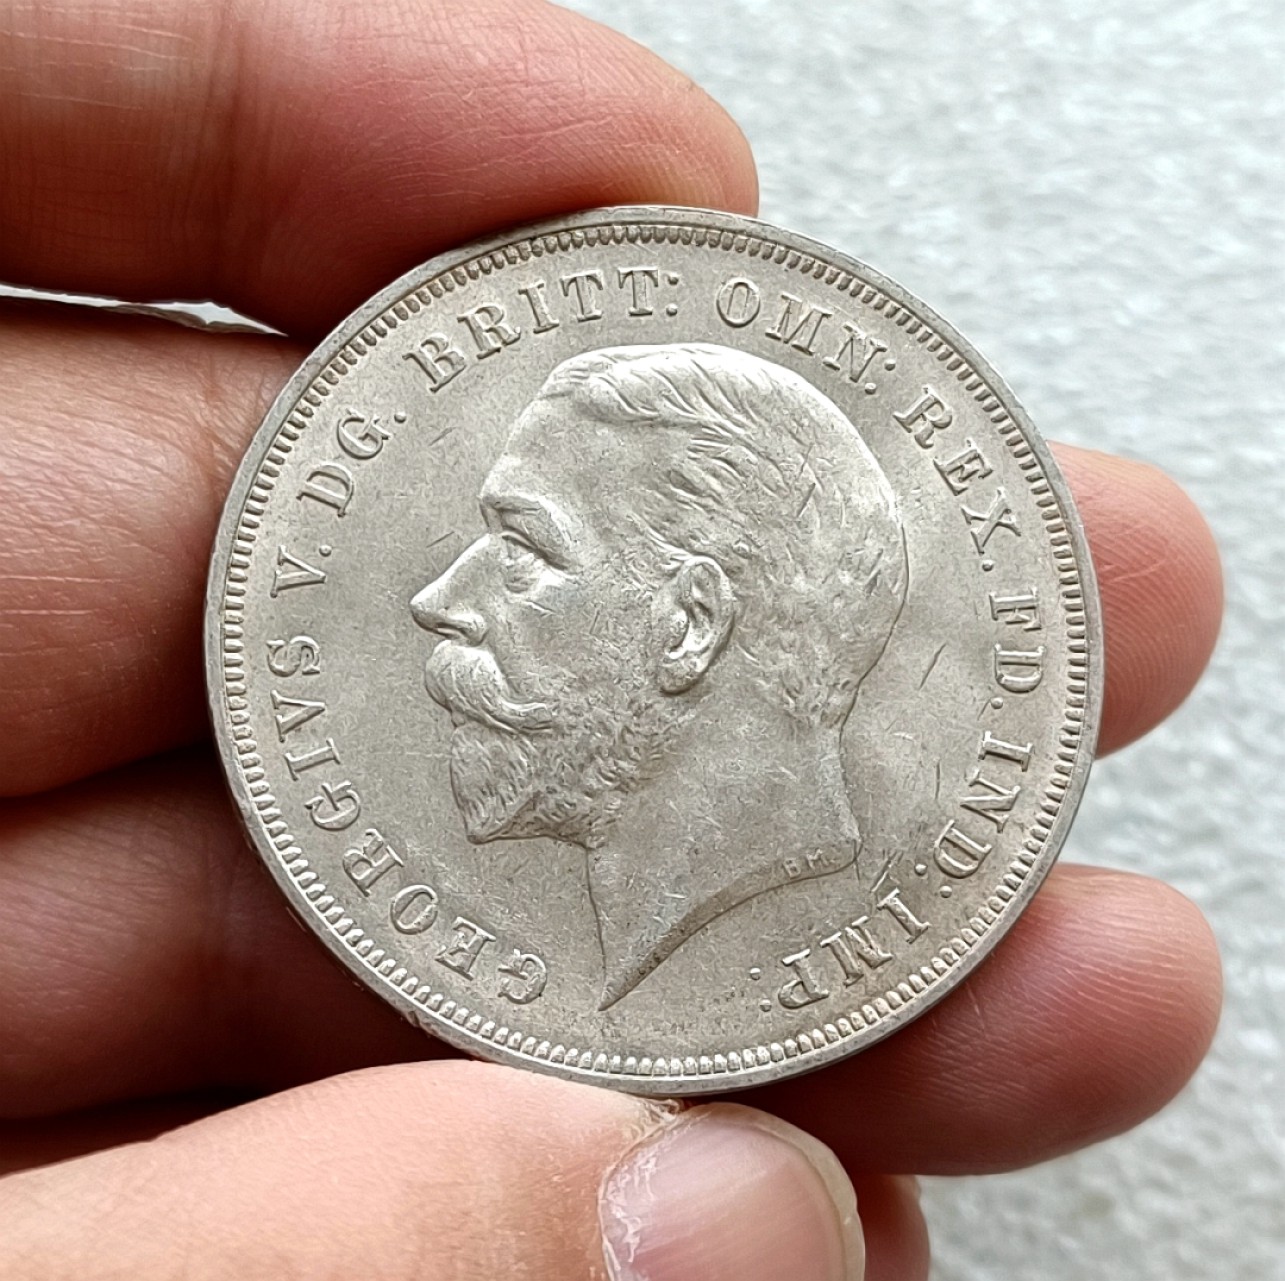 GEORGIVS V. DG. BRITT: OMN: REX. FD. IND: IMP:
BM.